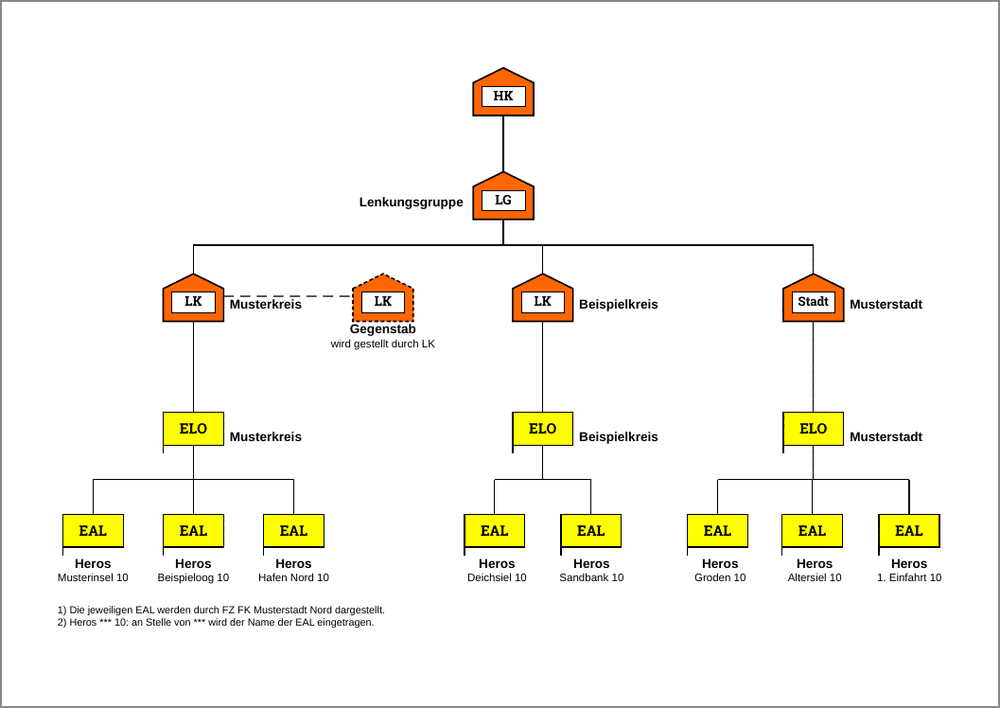 HK
Lenkungsgruppe LG
LK Musterkreis
LK
Gegenstab
wird gestellt durch LK
LK Beispielkreis
Stadt Musterstadt
ELO Musterkreis
ELO Beispielkreis
ELO Musterstadt
EAL
Heros
Musterinsel 10
EAL
Heros
Beispieloog 10
EAL
Heros
Hafen Nord 10
EAL
Heros
Deichsiel 10
EAL
Heros
Sandbank 10
EAL
Heros
Groden 10
EAL
Heros
Altersiel 10
EAL
Heros
1. Einfahrt 10
1) Die jeweiligen EAL werden durch FZ FK Musterstadt Nord dargestellt.
2) Heros *** 10: an Stelle von *** wird der Name der EAL eingetragen.